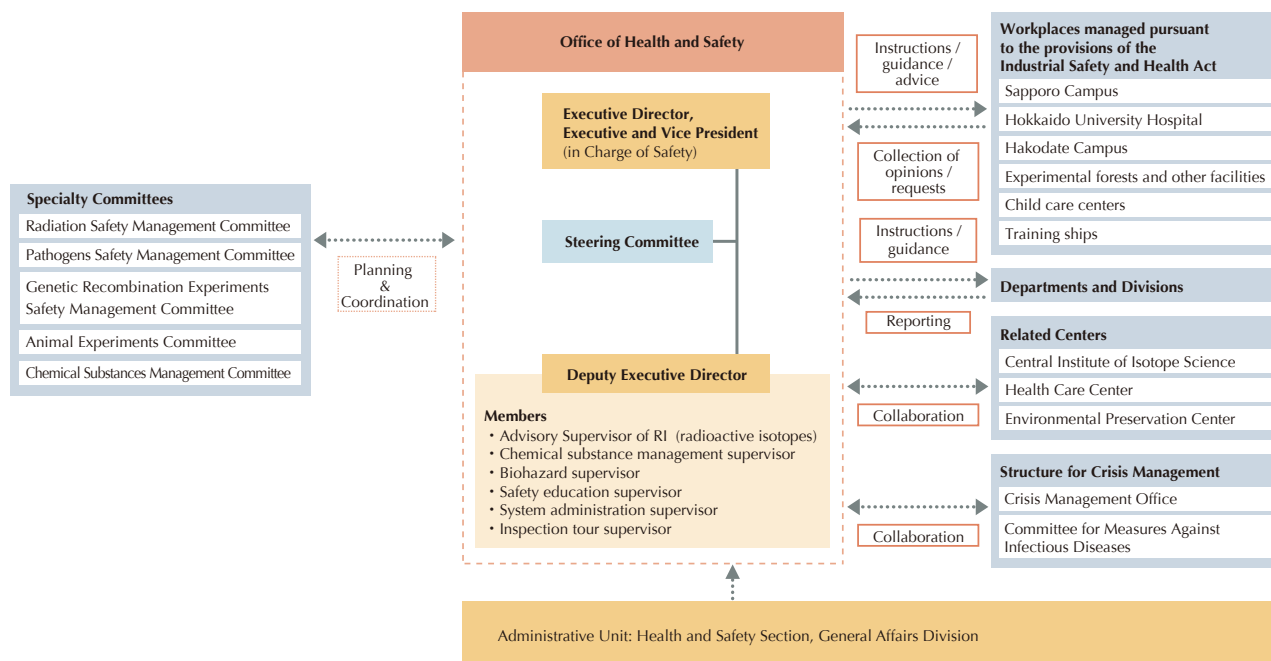 Specialty Committees
Radiation Safety Management Committee
Pathogens Safety Management Committee
Genetic Recombination Experiments
Safety Management Committee
Animal Experiments Committee
Chemical Substances Management Committee
Planning
&
Coordination
Office of Health and Safety
Executive Director,
Executive and Vice President
(in Charge of Safety)
Steering Committee
Deputy Executive Director
Members
・Advisory Supervisor of RI (radioactive isotopes)
・Chemical substance management supervisor
・Biohazard supervisor
・Safety education supervisor
・System administration supervisor
・Inspection tour supervisor
Instructions /
guidance /
advice
Collection of
opinions /
requests
Instructions /
guidance
Reporting
Collaboration
Collaboration
Workplaces managed pursuant
to the provisions of the
Industrial Safety and Health Act
Sapporo Campus
Hokkaido University Hospital
Hakodate Campus
Experimental forests and other facilities
Child care centers
Training ships
Departments and Divisions
Related Centers
Central Institute of Isotope Science
Health Care Center
Environmental Preservation Center
Structure for Crisis Management
Crisis Management Office
Committee for Measures Against
Infectious Diseases
Administrative Unit: Health and Safety Section, General Affairs Division